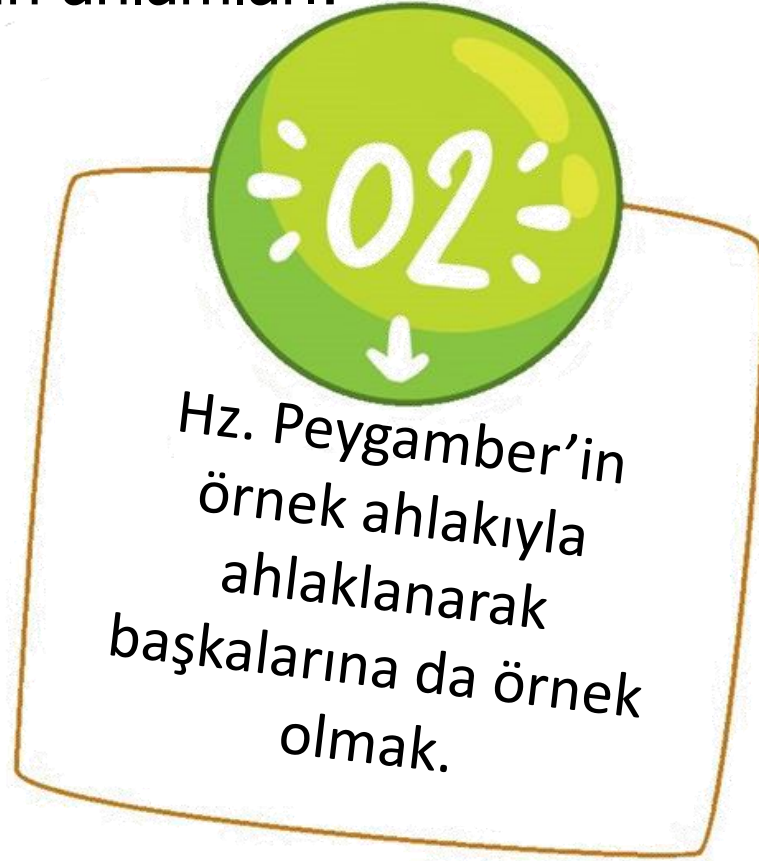 02
Hz. Peygamber’in
örnek ahlakıyla
ahlaklanarak
başkalarına da örnek
olmak.